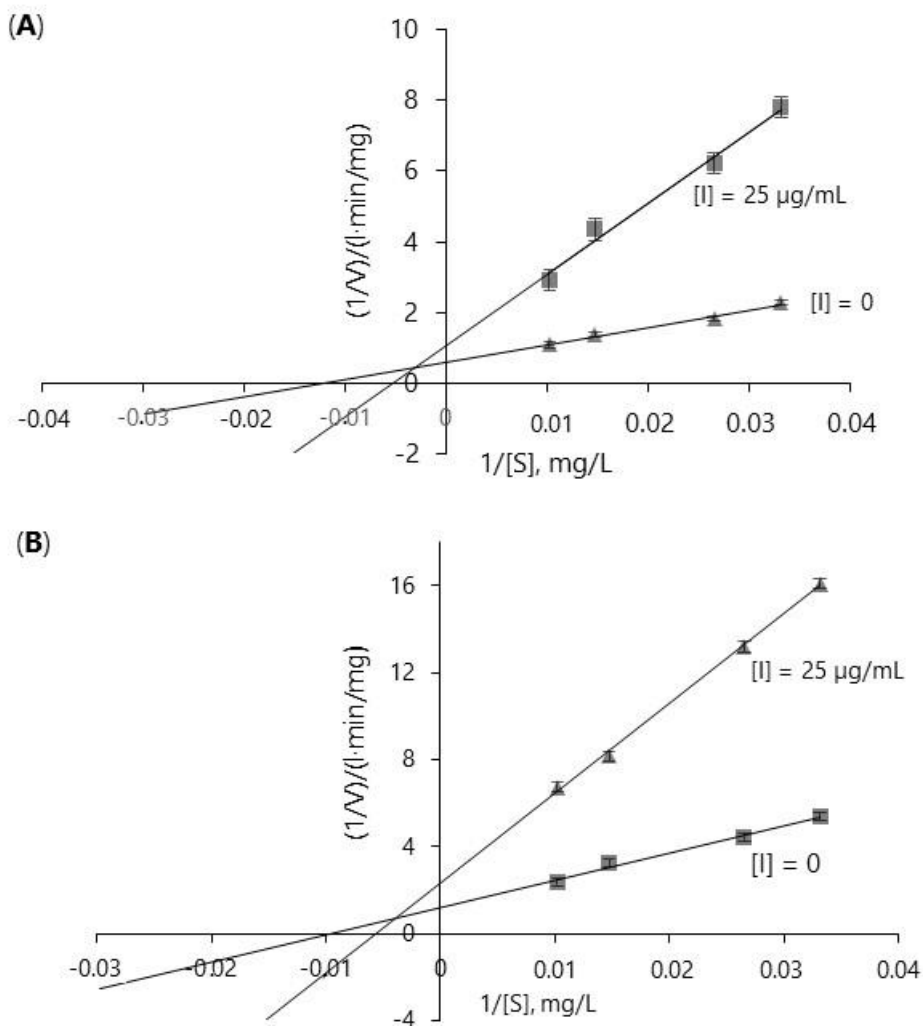 (A)
10
8
6
4
2
0
-2
(1/V)/(l·min/mg)
[I] = 25 µg/mL
[I] = 0
-0.04 -0.03 -0.02 -0.01 0 0.01 0.02 0.03 0.04
1/[S], mg/L
(B)
16
12
8
4
0
-4
(1/V)/(l·min/mg)
[I] = 25 µg/mL
[I] = 0
-0.03 -0.02 -0.01 0 0.01 0.02 0.03 0.04
1/[S], mg/L